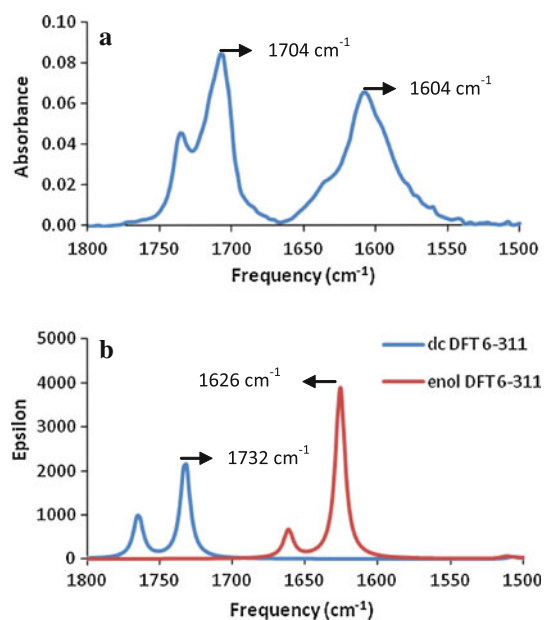 a
1704 cm-1
1604 cm-1
Absorbance
0.10
0.08
0.06
0.04
0.02
0.00
1800 1750 1700 1650 1600 1550 1500
Frequency (cm-1)
b
dc DFT 6-311
enol DFT 6-311
1626 cm-1
1732 cm-1
Epsilon
5000
4000
3000
2000
1000
0
1800 1750 1700 1650 1600 1550 1500
Frequency (cm-1)